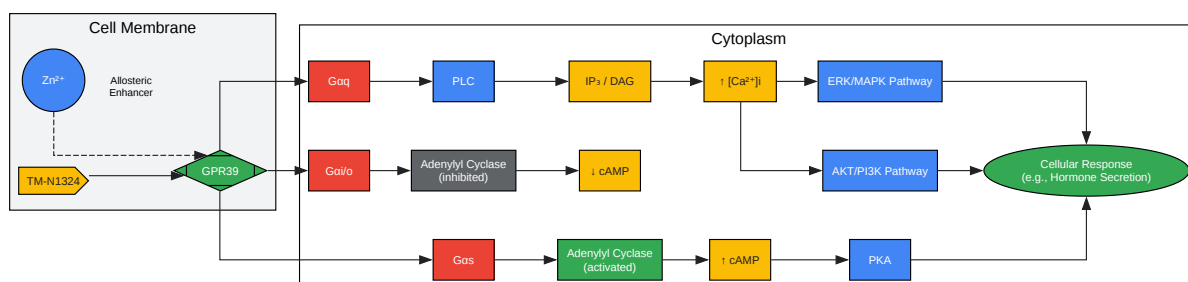 Cell Membrane
Cytoplasm
Zn²⁺
Allosteric
Enhancer
TM-N1324
GPR39
Gαq
PLC
IP₃ / DAG
↑ [Ca²⁺]i
ERK/MAPK Pathway
Gαi/o
Adenylyl Cyclase
(inhibited)
↓ cAMP
AKT/PI3K Pathway
Cellular Response
(e.g., Hormone Secretion)
Gαs
Adenylyl Cyclase
(activated)
↑ cAMP
PKA